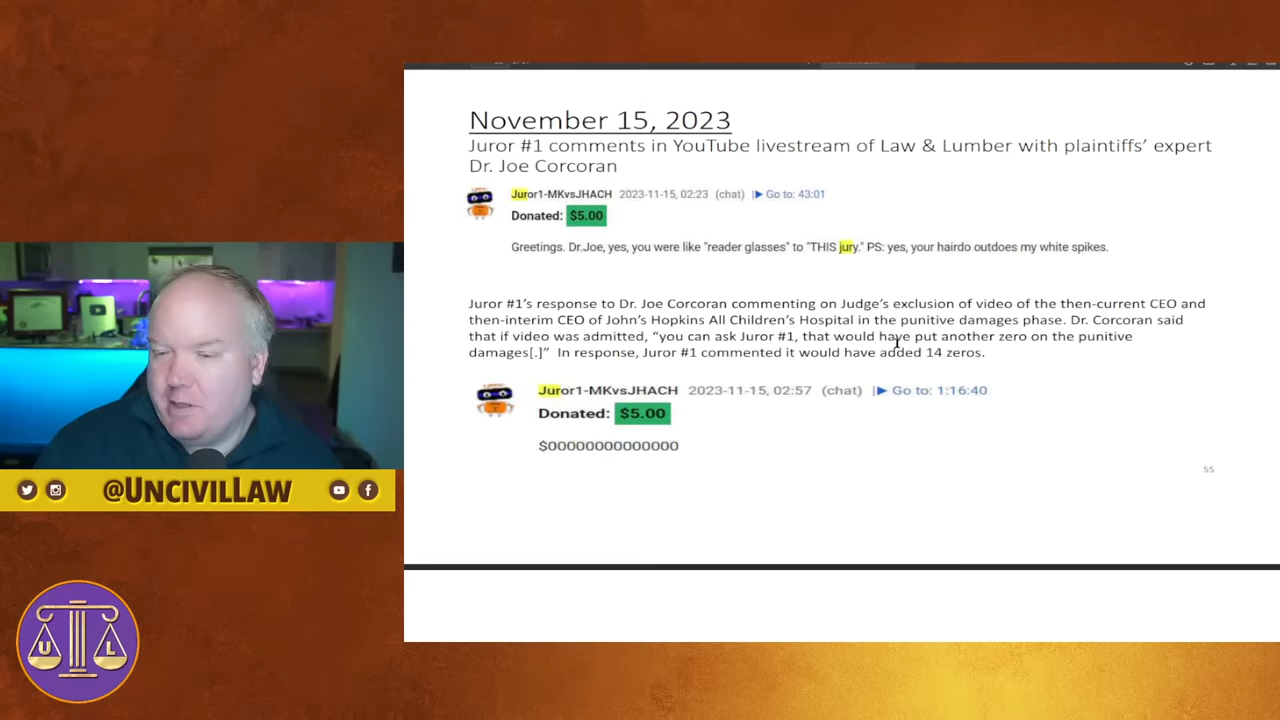 November 15, 2023
Juror #1 comments in YouTube livestream of Law & Lumber with plaintiffs’ expert
Dr. Joe Corcoran
Juror1-MKvsJHACH 2023-11-15, 02:23 (chat) |▶ Go to: 43:01
Donated: $5.00
Greetings. Dr.Joe, yes, you were like "reader glasses" to "THIS jury." PS: yes, your hairdo outdoes my white spikes.
Juror #1’s response to Dr. Joe Corcoran commenting on Judge’s exclusion of video of the then-current CEO and
then-interim CEO of John’s Hopkins All Children’s Hospital in the punitive damages phase. Dr. Corcoran said
that if video was admitted, “you can ask Juror #1, that would have put another zero on the punitive
damages[.]” In response, Juror #1 commented it would have added 14 zeros.
Juror1-MKvsJHACH 2023-11-15, 02:57 (chat) |▶ Go to: 1:16:40
Donated: $5.00
$00000000000000
55
@UNCIVILLAW
U L